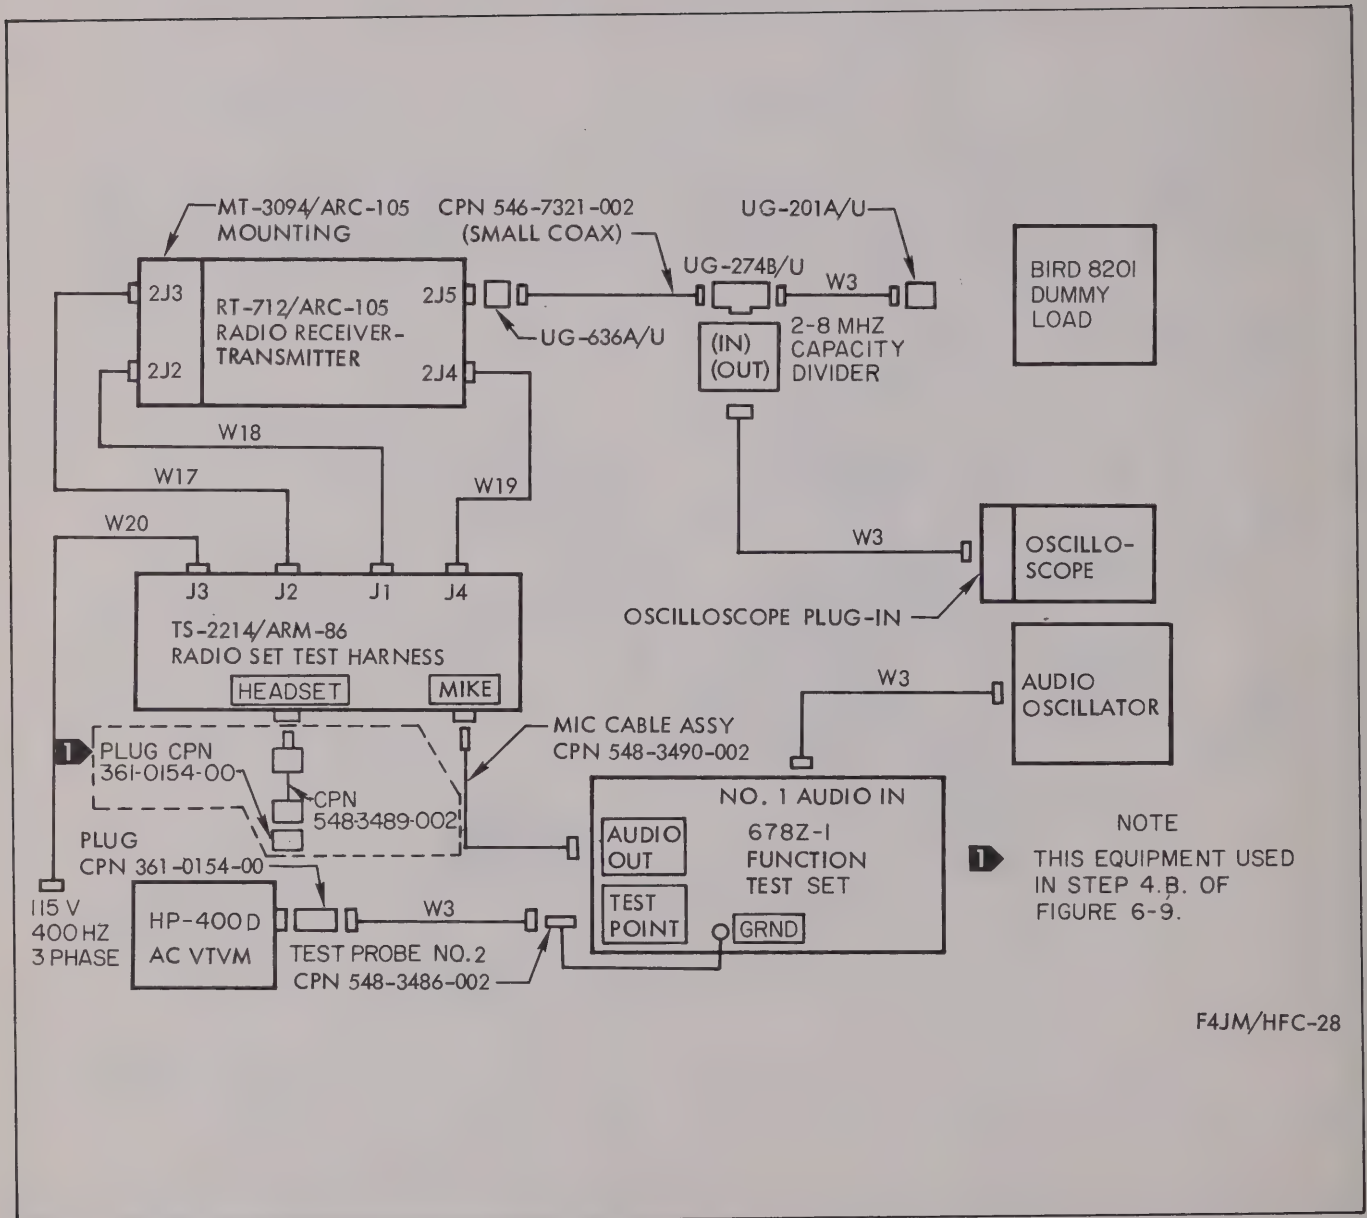 MT-3094/ARC-105
MOUNTING
CPN 546-7321-002
(SMALL COAX)
UG-201A/U
UG-274B/U
W3
BIRD 8201
DUMMY
LOAD
2J3
2J2
RT-712/ARC-105
RADIO RECEIVER-
TRANSMITTER
2J5
2J4
UG-636A/U
(IN)
(OUT)
2-8 MHZ
CAPACITY
DIVIDER
W18
W17
W19
W20
W3
OSCILLO-
SCOPE
OSCILLOSCOPE PLUG-IN
J3
J2
J1
J4
TS-2214/ARM-86
RADIO SET TEST HARNESS
HEADSET
MIKE
W3
AUDIO
OSCILLATOR
MIC CABLE ASSY
CPN 548-3490-002
1
PLUG CPN
361-0154-00
CPN
548-3489-002
PLUG
CPN 361-0154-00
NO. 1 AUDIO IN
AUDIO
OUT
678Z-1
FUNCTION
TEST SET
TEST
POINT
GRND
NOTE
1
THIS EQUIPMENT USED
IN STEP 4.B. OF
FIGURE 6-9.
115 V
400 HZ
3 PHASE
HP-400D
AC VTVM
W3
TEST PROBE NO.2
CPN 548-3486-002
F4JM/HFC-28